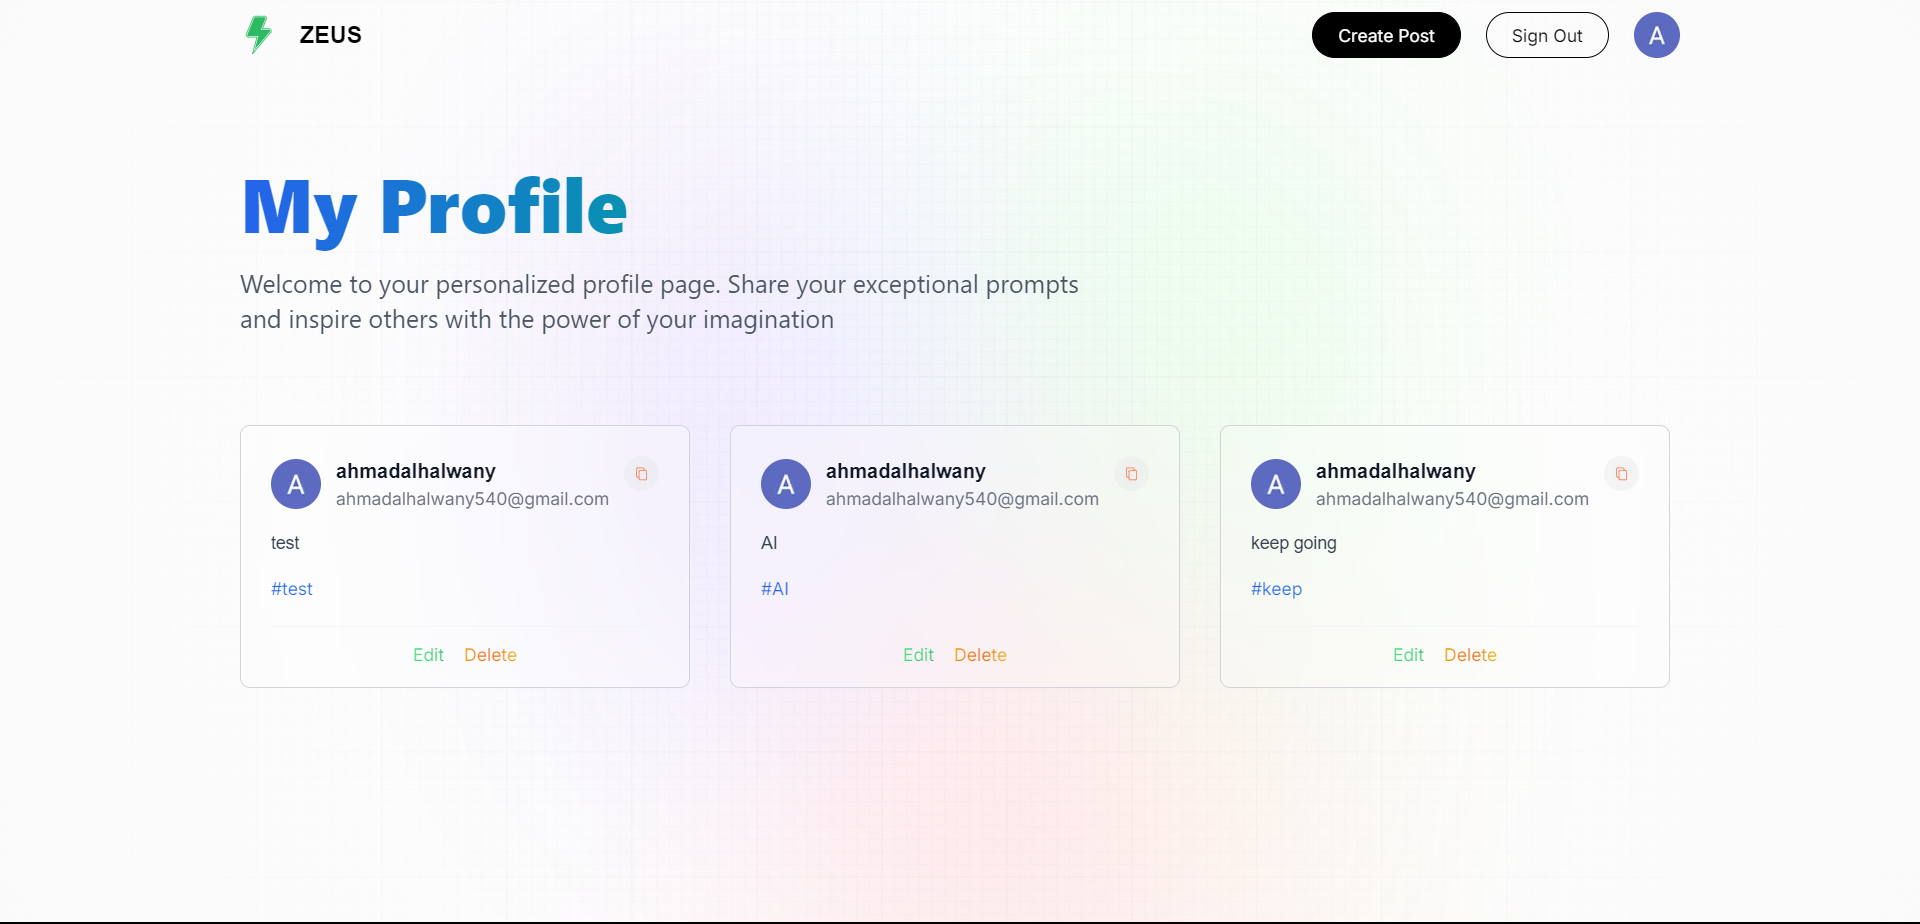 ZEUS
Create Post
Sign Out
A
My Profile
Welcome to your personalized profile page. Share your exceptional prompts
and inspire others with the power of your imagination
A
ahmadalhalwany
ahmadalhalwany540@gmail.com
test
#test
Edit Delete
A
ahmadalhalwany
ahmadalhalwany540@gmail.com
AI
#AI
Edit Delete
A
ahmadalhalwany
ahmadalhalwany540@gmail.com
keep going
#keep
Edit Delete